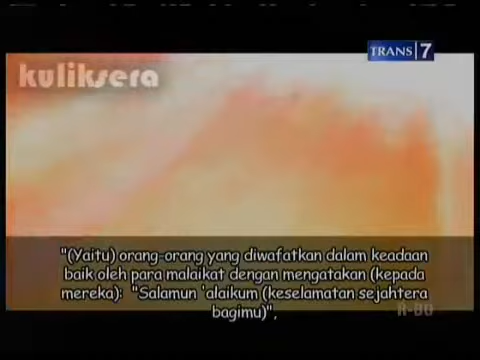 TRANS 7
kuliksera
"(Yaitu) orang-orang yang diwafatkan dalam keadaan
baik oleh para malaikat dengan mengatakan (kepada
mereka): "Salamun 'alaikum (keselamatan sejahtera
bagimu)",
R-BO